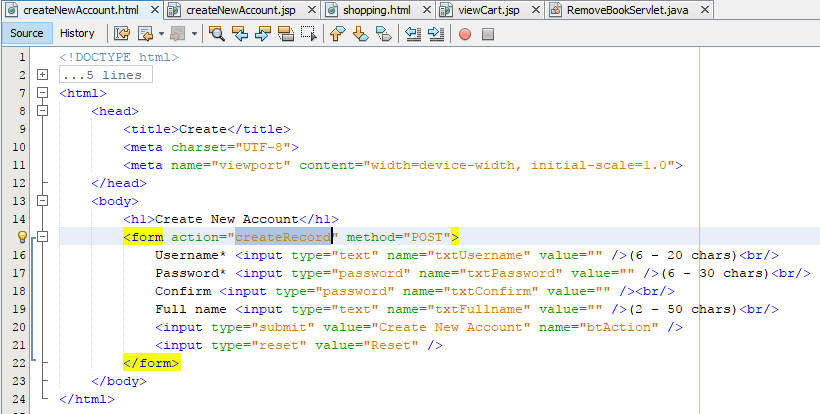 createNewAccount.html createNewAccount.jsp shopping.html viewCart.jsp RemoveBookServlet.java
Source History
1 <!DOCTYPE html>
2 ...5 lines
7 <html>
8 <head>
9 <title>Create</title>
10 <meta charset="UTF-8">
11 <meta name="viewport" content="width=device-width, initial-scale=1.0">
12 </head>
13 <body>
14 <h1>Create New Account</h1>
<form action="createRecord" method="POST">
16 Username* <input type="text" name="txtUsername" value="" />(6 - 20 chars)<br/>
17 Password* <input type="password" name="txtPassword" value="" />(6 - 30 chars)<br/>
18 Confirm <input type="password" name="txtConfirm" value="" /><br/>
19 Full name <input type="text" name="txtFullname" value="" />(2 - 50 chars)<br/>
20 <input type="submit" value="Create New Account" name="btAction" />
21 <input type="reset" value="Reset" />
22 </form>
23 </body>
24 </html>